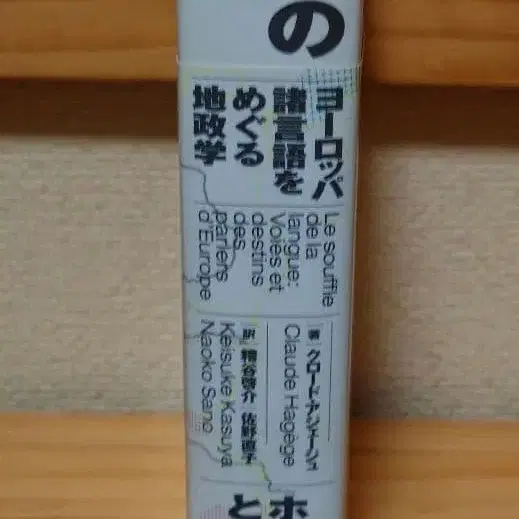 の
ヨーロッパ
諸言語を
めぐる
地政学
Le souffle
de la
langue:
Voies et
destins
des
parlers
d'Europe
[著] クロード・アジェージュ
Claude Hagège
[訳] 糟谷啓介 佐野直子
Keisuke Kasuya
Naoko Sano
ホ
と